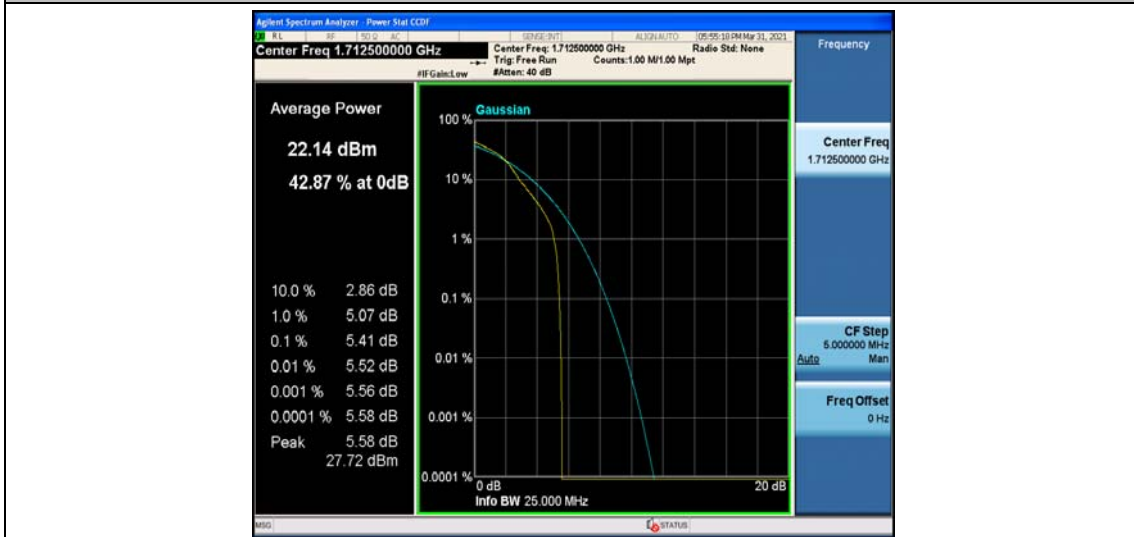 Agilent Spectrum Analyzer - Power Stat CCDF
RL RF 50 Ω AC SENSE:INT ALIGN AUTO 05:55:10 PM Mar 31, 2021
Center Freq 1.712500000 GHz
Center Freq: 1.712500000 GHz Radio Std: None
Trig: Free Run Counts:1.00 M/1.00 Mpt
#IFGain:Low #Atten: 40 dB
Frequency
Average Power
22.14 dBm
42.87 % at 0dB
10.0 % 2.86 dB
1.0 % 5.07 dB
0.1 % 5.41 dB
0.01 % 5.52 dB
0.001 % 5.56 dB
0.0001 % 5.58 dB
Peak 5.58 dB
27.72 dBm
Gaussian
100 %
10 %
1 %
0.1 %
0.01 %
0.001 %
0.0001 %
0 dB 20 dB
Info BW 25.000 MHz
Center Freq
1.712500000 GHz
CF Step
5.000000 MHz
Auto Man
Freq Offset
0 Hz
MSG STATUS